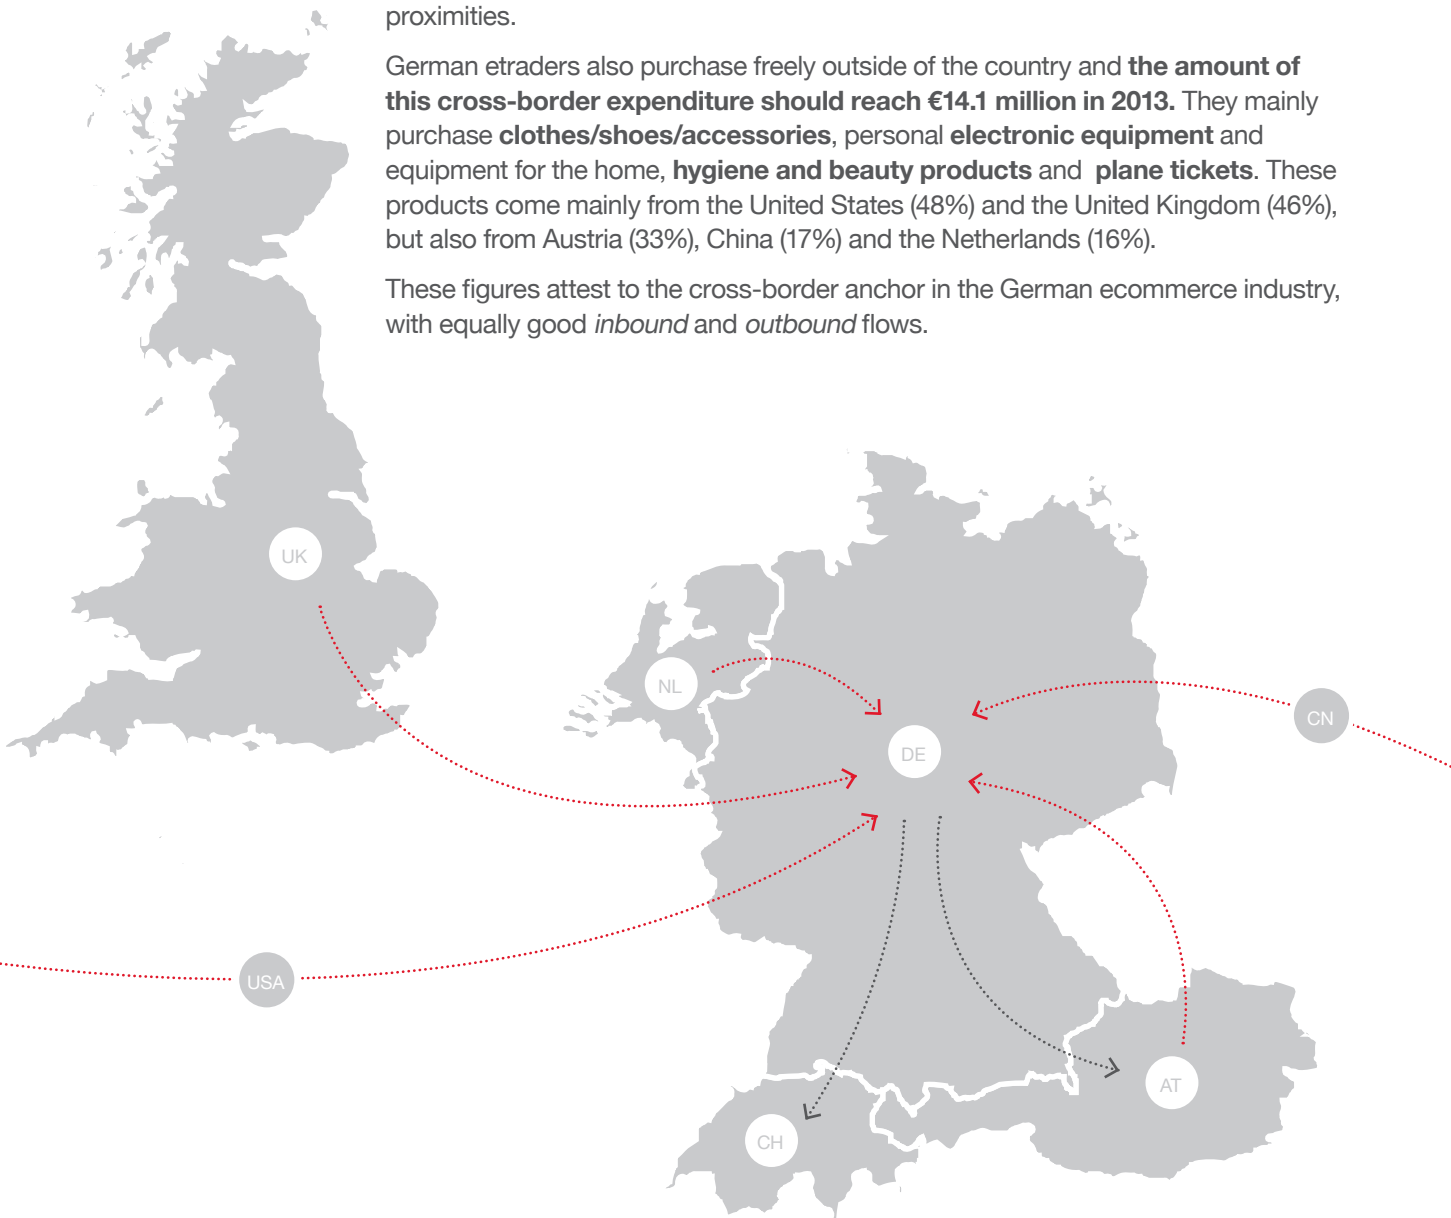 proximities.
German etraders also purchase freely outside of the country and the amount of
this cross-border expenditure should reach €14.1 million in 2013. They mainly
purchase clothes/shoes/accessories, personal electronic equipment and
equipment for the home, hygiene and beauty products and plane tickets. These
products come mainly from the United States (48%) and the United Kingdom (46%),
but also from Austria (33%), China (17%) and the Netherlands (16%).
These figures attest to the cross-border anchor in the German ecommerce industry,
with equally good inbound and outbound flows.
UK
NL
CN
DE
USA
AT
CH